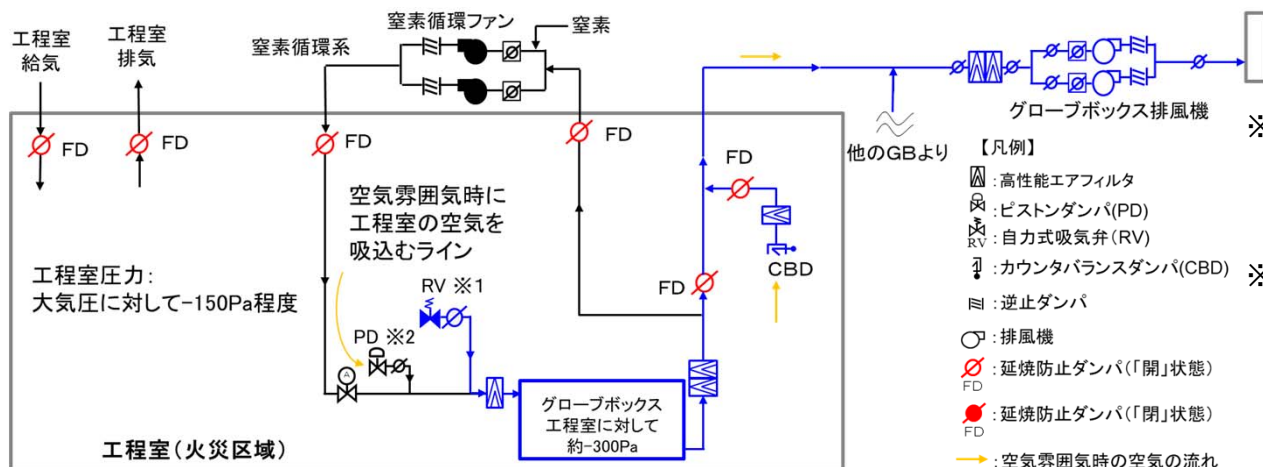 工程室
給気
工程室
排気
窒素循環系
窒素循環ファン
窒素
FD
FD
FD
FD
FD
FD
CBD
他のGBより
グローブボックス排風機
空気雰囲気時に
工程室の空気を
吸込むライン
工程室圧力:
大気圧に対して-150Pa程度
RV ※1
PD ※2
A
グローブボックス
工程室に対して
約-300Pa
工程室(火災区域)
【凡例】
:高性能エアフィルタ
:ピストンダンパ(PD)
RV
:自力式吸気弁(RV)
:カウンタバランスダンパ(CBD)
:逆止ダンパ
:排風機
:延焼防止ダンパ(「開」状態)
FD
:延焼防止ダンパ(「閉」状態)
FD
:空気雰囲気時の空気の流れ
※
※